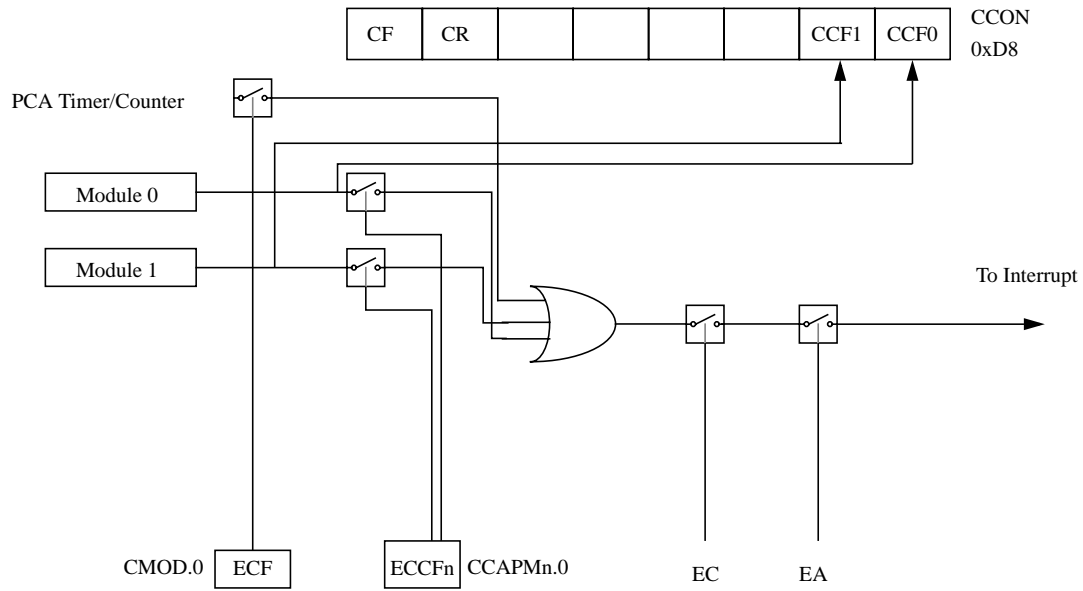 CF CR CCF1 CCF0 CCON
0xD8
PCA Timer/Counter
Module 0
Module 1
To Interrupt
CMOD.0 ECF ECCFn CCAPMn.0 EC EA